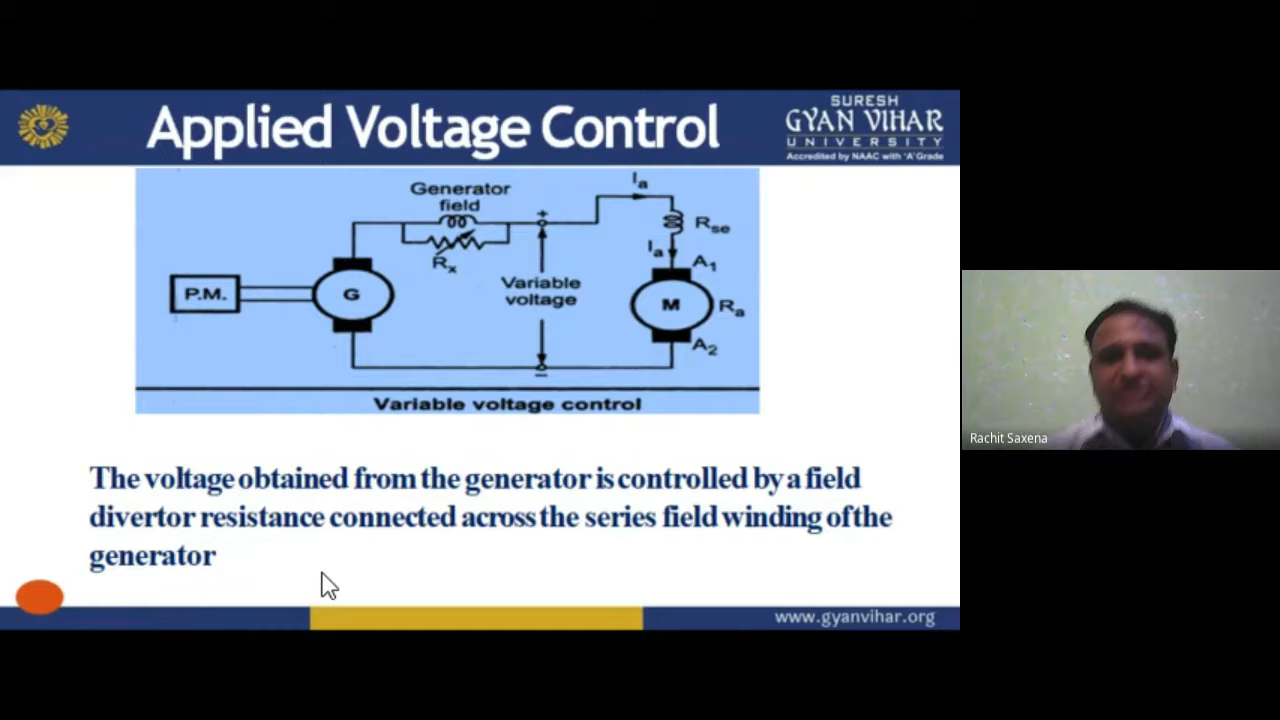 Applied Voltage Control
SURESH
GYAN VIHAR
UNIVERSITY
Accredited by NAAC with 'A' Grade
Generator
field
Rx
P.M.
G
+
Variable
voltage
−
Ia
Rse
Ia
A1
M
Ra
A2
Variable voltage control
The voltage obtained from the generator is controlled by a field
divertor resistance connected across the series field winding of the
generator
www.gyanvihar.org
Rachit Saxena